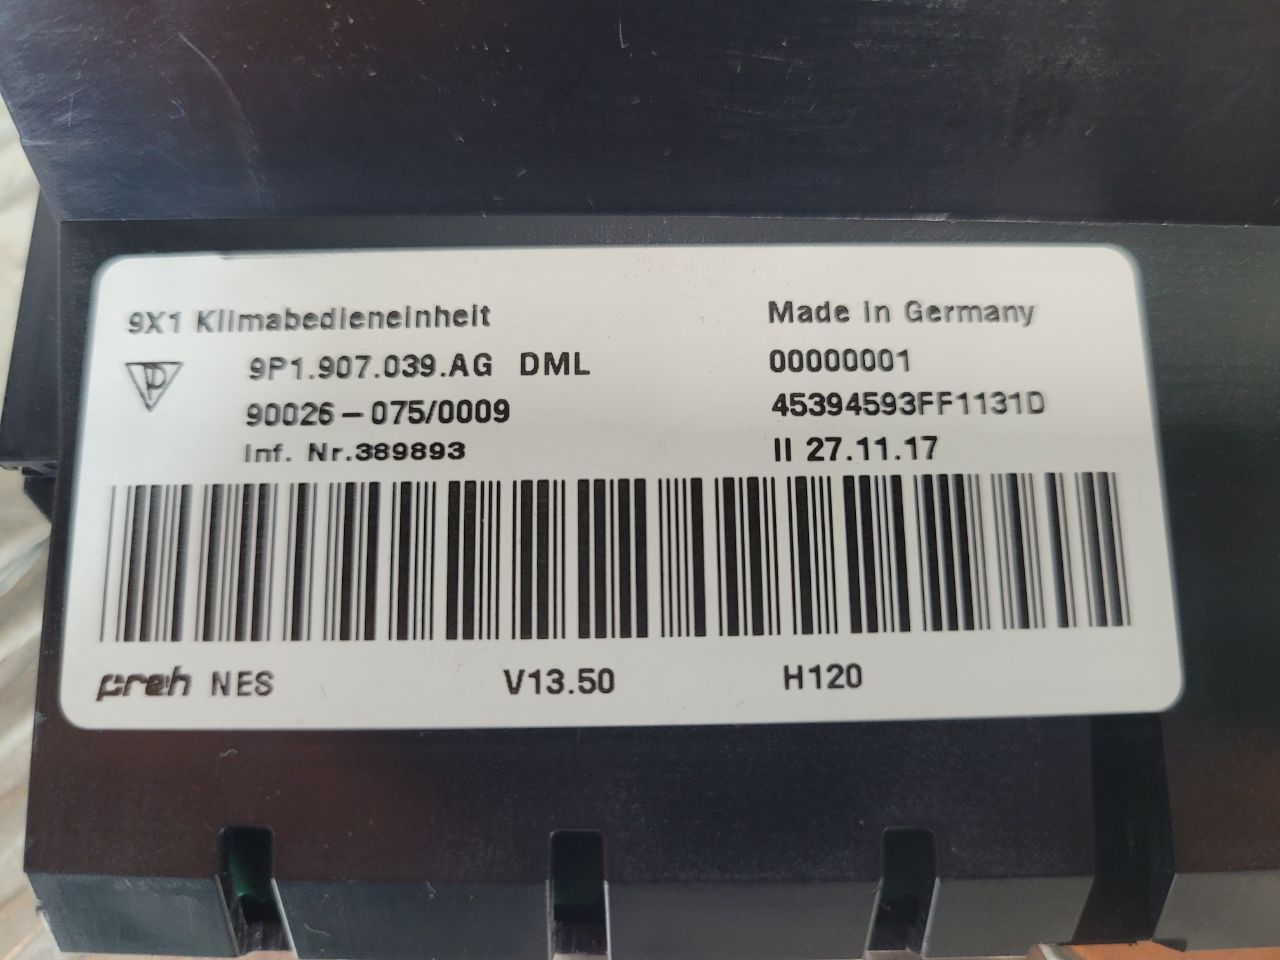 9X1 Klimabedieneinheit
Made in Germany
9P1.907.039.AG DML
00000001
90026-075/0009
45394593FF1131D
Inf. Nr.389893
II 27.11.17
preh NES
V13.50
H120